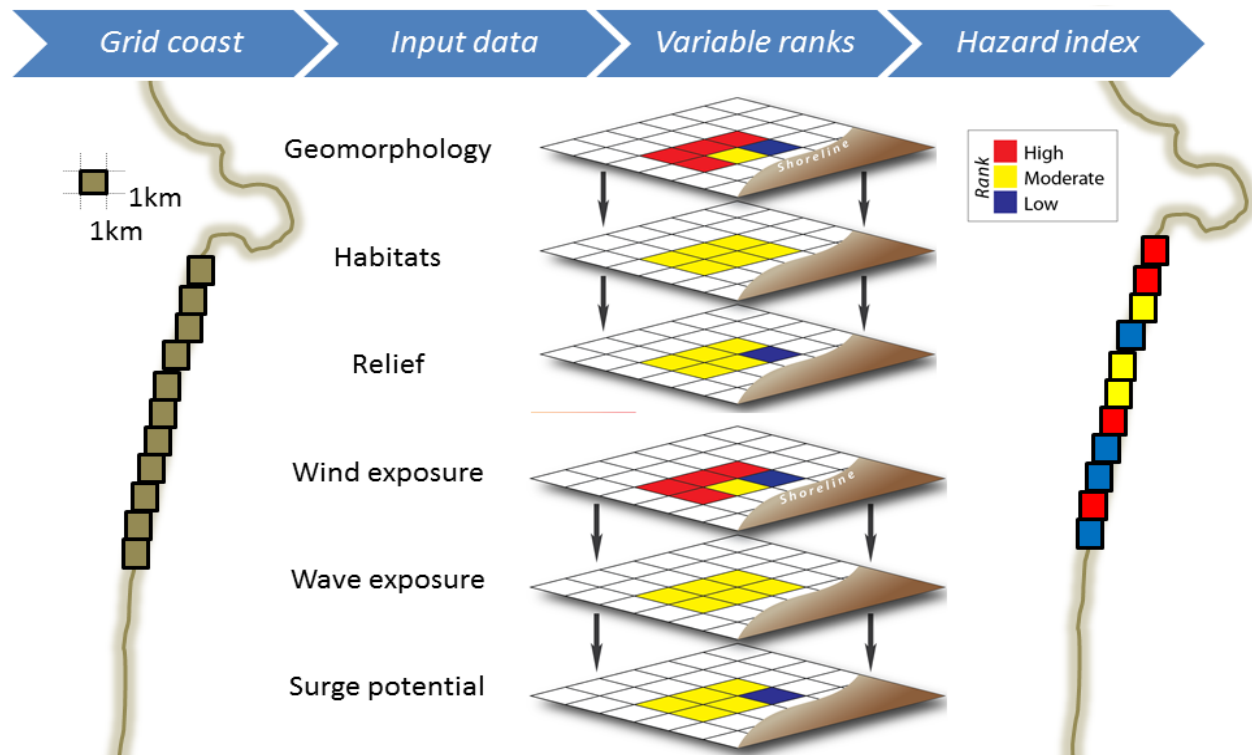 Grid coast
Input data
Variable ranks
Hazard index
1km
1km
Geomorphology
Shoreline
Habitats
Relief
Wind exposure
Shoreline
Wave exposure
Surge potential
Rank
High
Moderate
Low